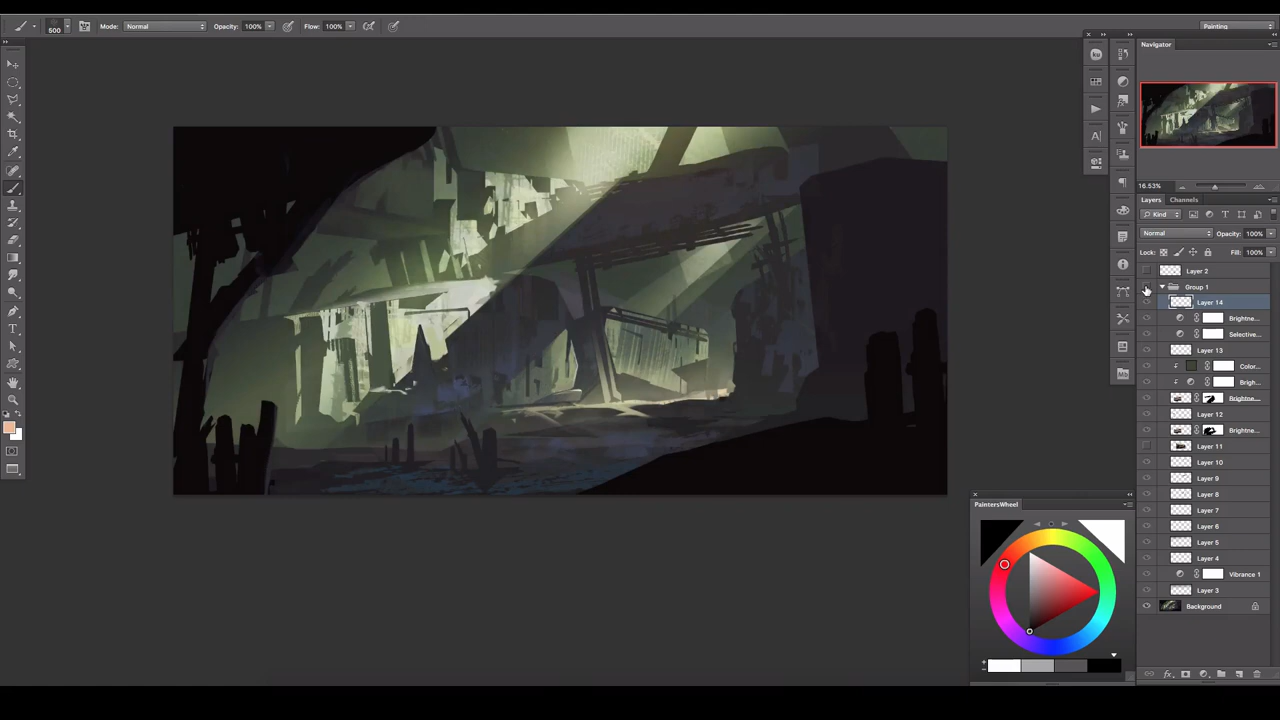 500
Mode:
Normal
Opacity:
100%
Flow:
100%
Painting
Navigator
16.53%
Layers
Channels
Kind
Normal
Opacity:
100%
Lock:
Fill:
100%
Layer 2
Group 1
Layer 14
Brightne...
Selective...
Layer 13
Color...
Brigh...
Brightne...
Layer 12
Brightne...
Layer 11
Layer 10
Layer 9
Layer 8
Layer 7
Layer 6
Layer 5
Layer 4
Vibrance 1
Layer 3
Background
PaintersWheel
ku
A
Mb
T